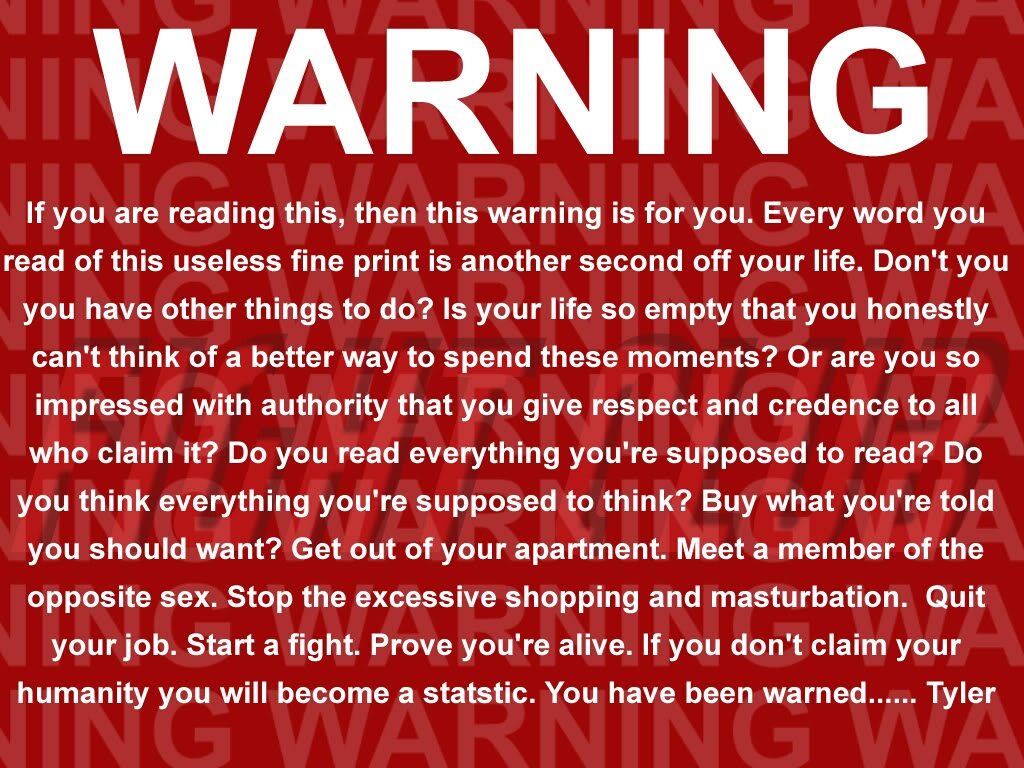 WARNING
If you are reading this, then this warning is for you. Every word you
read of this useless fine print is another second off your life. Don't you
you have other things to do? Is your life so empty that you honestly
can't think of a better way to spend these moments? Or are you so
impressed with authority that you give respect and credence to all
who claim it? Do you read everything you're supposed to read? Do
you think everything you're supposed to think? Buy what you're told
you should want? Get out of your apartment. Meet a member of the
opposite sex. Stop the excessive shopping and masturbation.  Quit
your job. Start a fight. Prove you're alive. If you don't claim your
humanity you will become a statstic. You have been warned...... Tyler